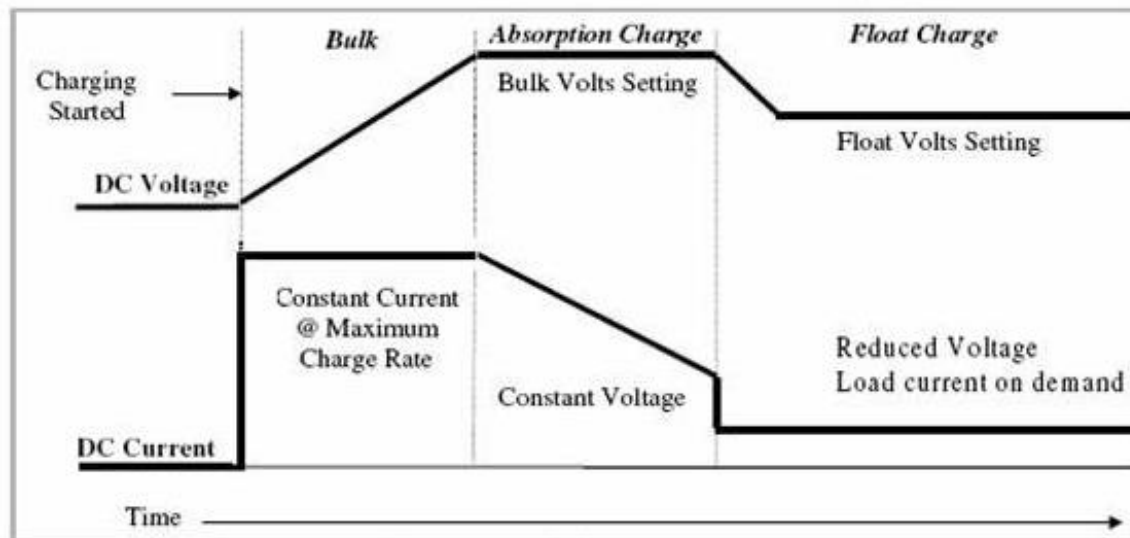 Bulk
Absorption Charge
Float Charge
Charging
Started
Bulk Volts Setting
Float Volts Setting
DC Voltage
Constant Current
@ Maximum
Charge Rate
Constant Voltage
Reduced Voltage
Load current on demand
DC Current
Time